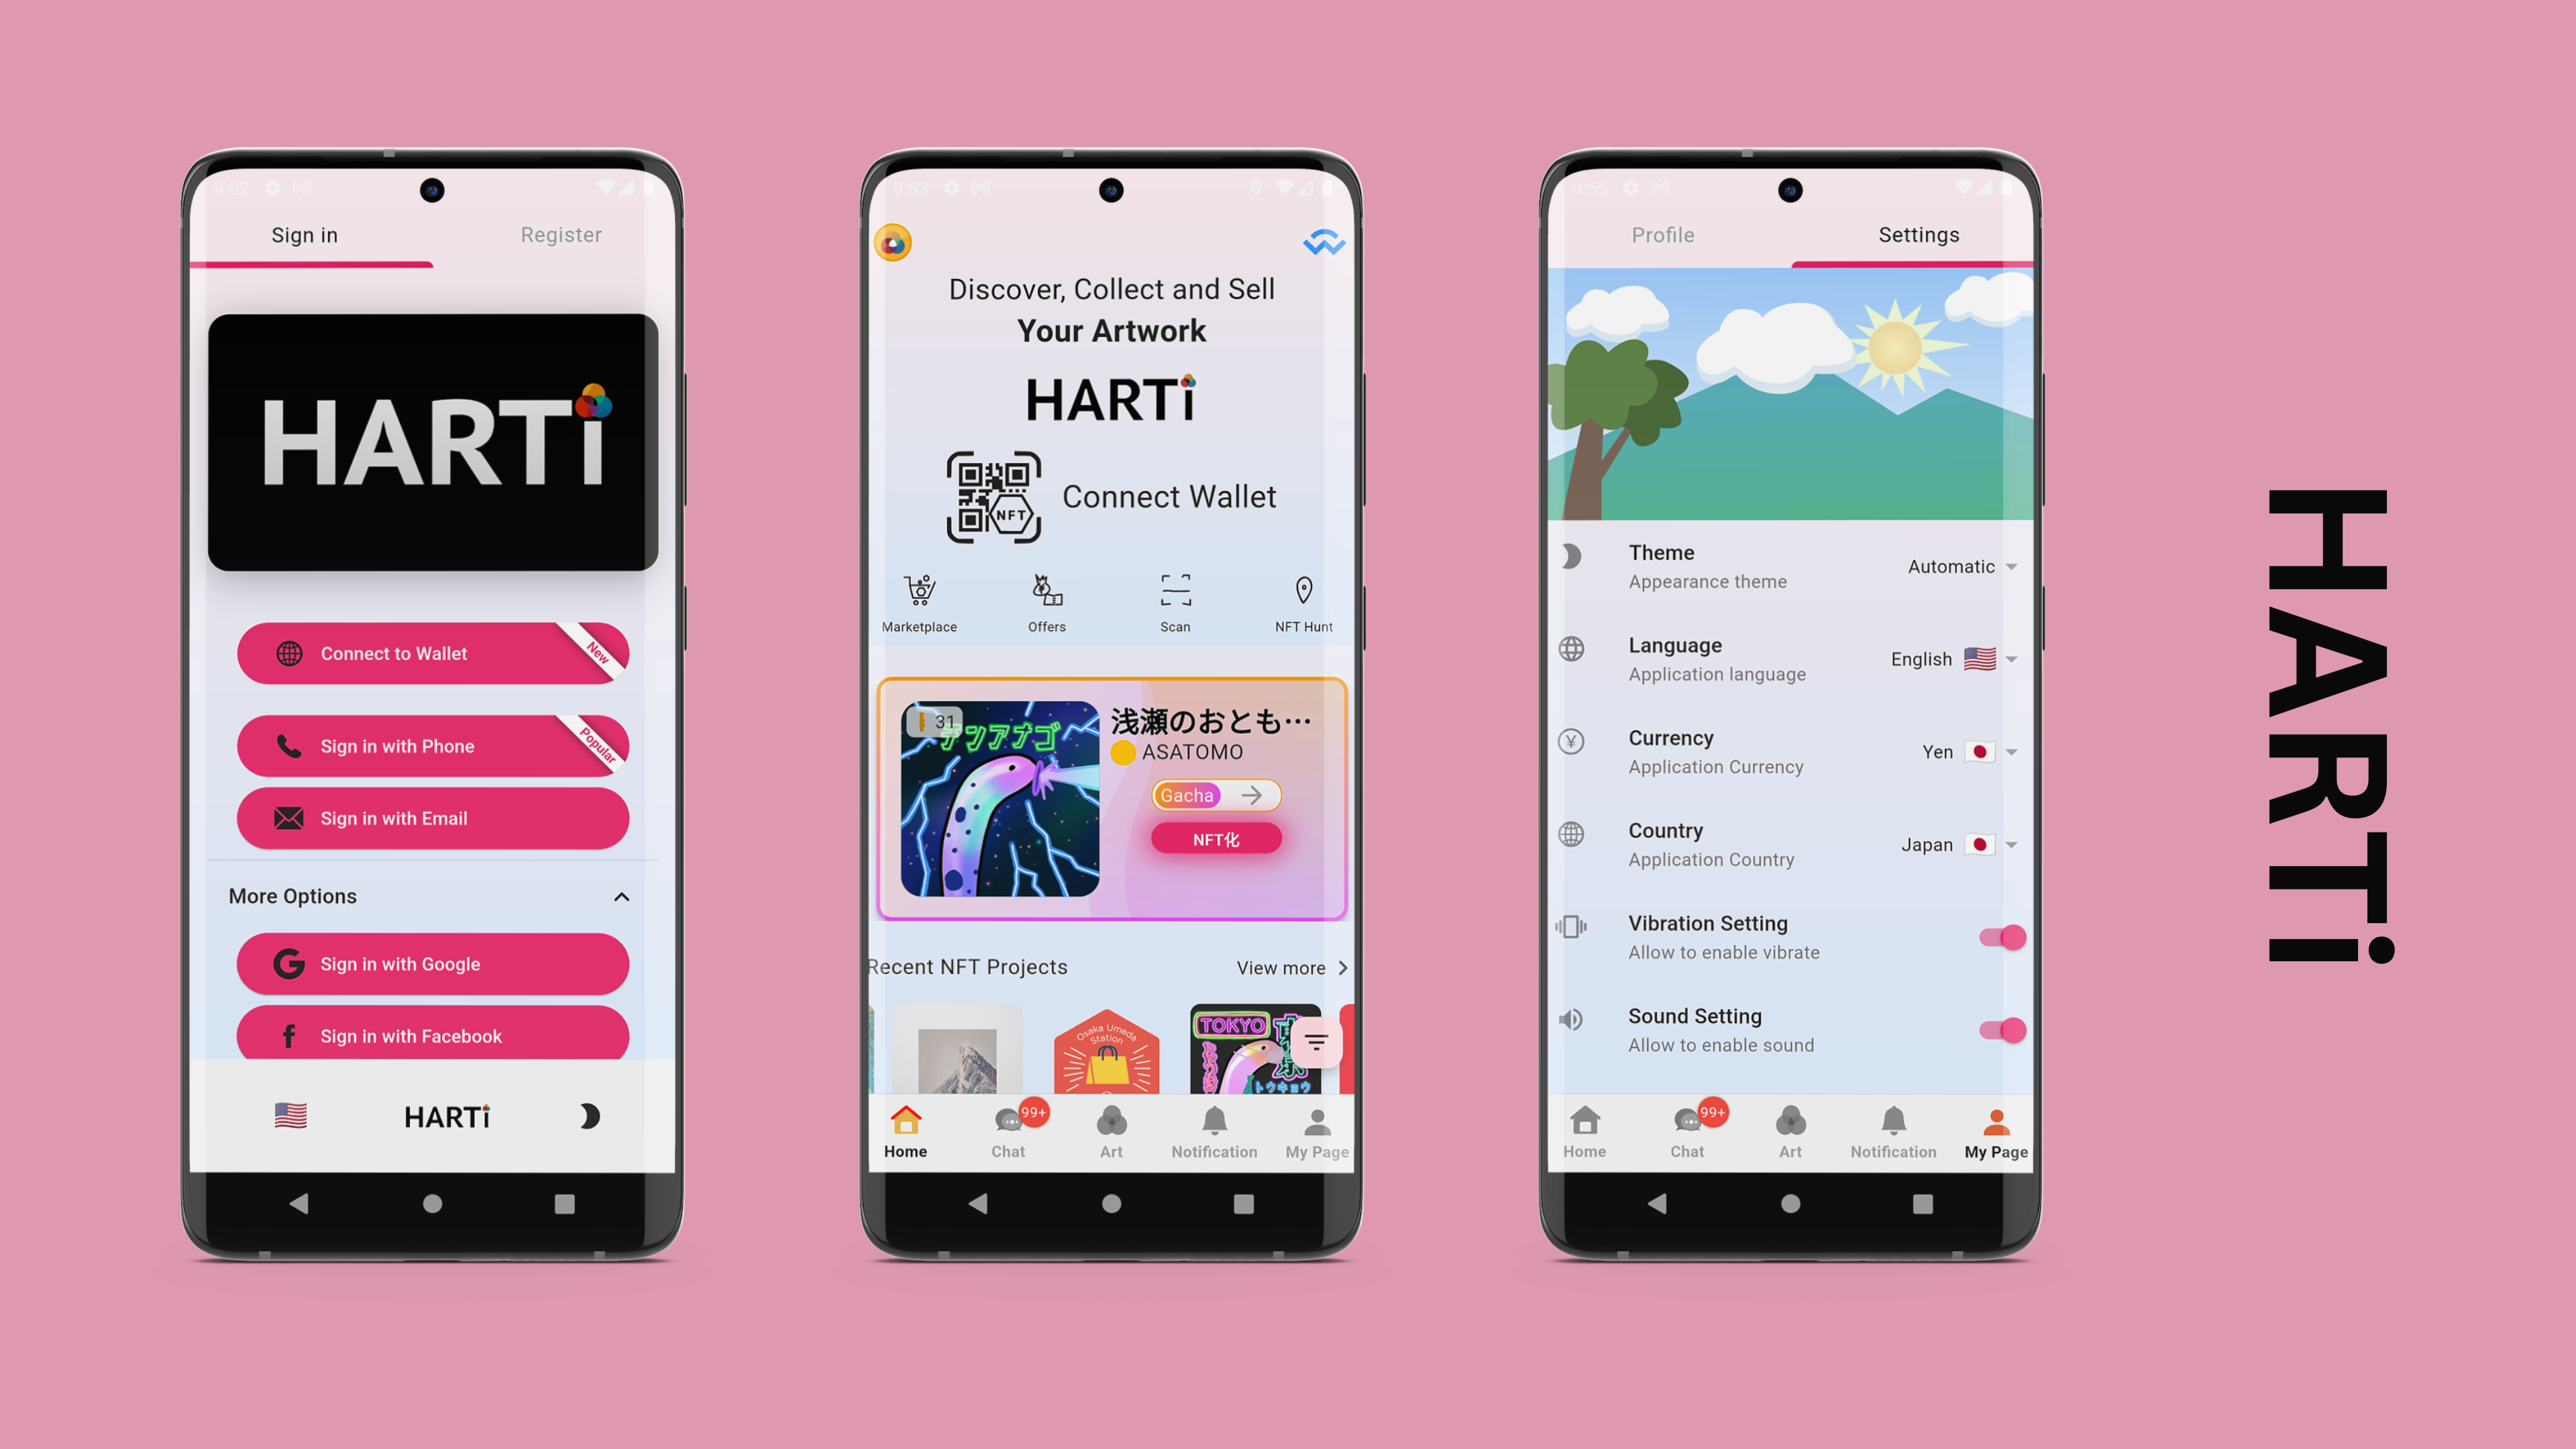 9:52
Sign in
Register
HARTi
Connect to Wallet
New
Sign in with Phone
Popular
Sign in with Email
More Options
Sign in with Google
Sign in with Facebook
HARTi
9:53
Discover, Collect and Sell
Your Artwork
HARTi
NFT
Connect Wallet
Marketplace
Offers
Scan
NFT Hunt
31
デンアナゴ
浅瀬のおとも…
ASATOMO
Gacha
NFT化
Recent NFT Projects
View more
Osaka Umeda
Station
TOKYO
トウキョウ
Home
Chat
99+
Art
Notification
My Page
9:55
Profile
Settings
Theme
Appearance theme
Automatic
Language
Application language
English
Currency
Application Currency
Yen
Country
Application Country
Japan
Vibration Setting
Allow to enable vibrate
Sound Setting
Allow to enable sound
Home
Chat
99+
Art
Notification
My Page
HARTi